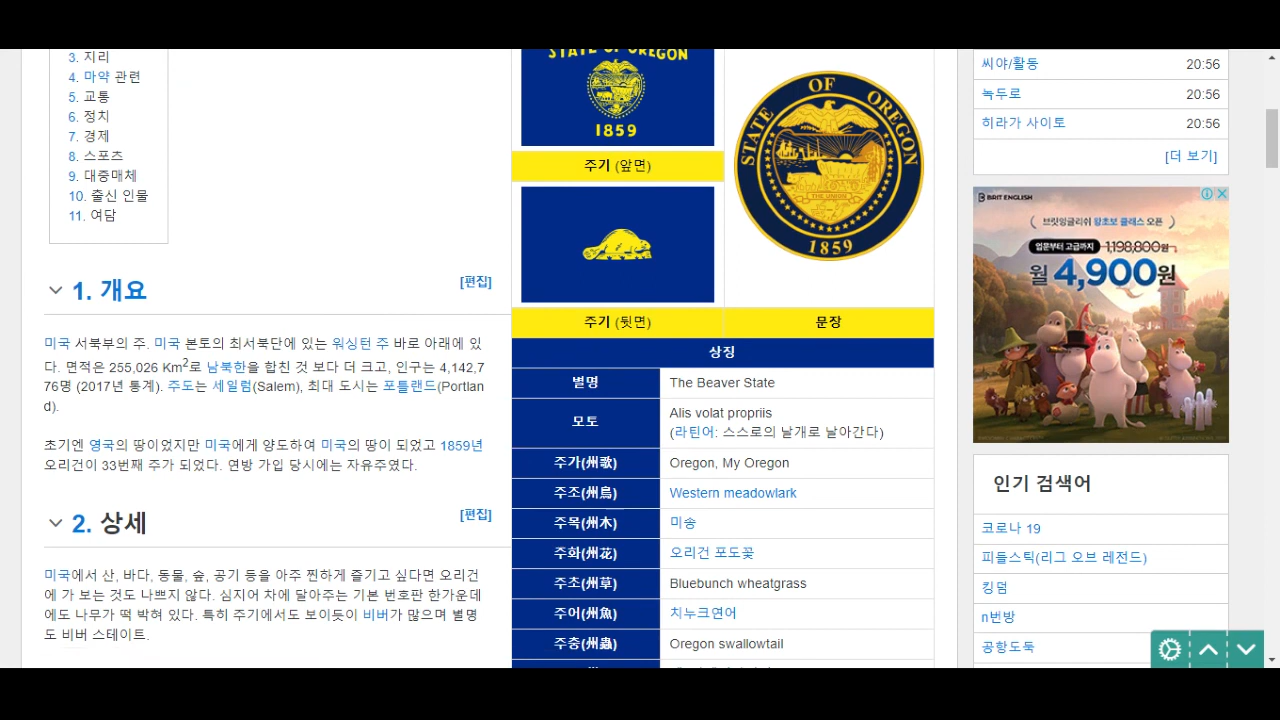 3. 지리
4. 마약 관련
5. 교통
6. 정치
7. 경제
8. 스포츠
9. 대중매체
10. 출신 인물
11. 여담
1. 개요
[편집]
미국 서북부의 주. 미국 본토의 최서북단에 있는 워싱턴 주 바로 아래에 있
다. 면적은 255,026 Km2로 남북한을 합친 것 보다 더 크고, 인구는 4,142,7
76명 (2017년 통계). 주도는 세일럼(Salem), 최대 도시는 포틀랜드(Portlan
d).
초기엔 영국의 땅이었지만 미국에게 양도하여 미국의 땅이 되었고 1859년
오리건이 33번째 주가 되었다. 연방 가입 당시에는 자유주였다.
2. 상세
[편집]
미국에서 산, 바다, 동물, 숲, 공기 등을 아주 찐하게 즐기고 싶다면 오리건
에 가 보는 것도 나쁘지 않다. 심지어 차에 달아주는 기본 번호판 한가운데
에도 나무가 떡 박혀 있다. 특히 주기에서도 보이듯이 비버가 많으며 별명
도 비버 스테이트.
STATE OF OREGON
1859
주기 (앞면)
STATE OF OREGON
THE UNION
1859
주기 (뒷면)
문장
상징
별명 The Beaver State
모토 Alis volat propriis
(라틴어: 스스로의 날개로 날아간다)
주가(州歌) Oregon, My Oregon
주조(州鳥) Western meadowlark
주목(州木) 미송
주화(州花) 오리건 포도꽃
주초(州草) Bluebunch wheatgrass
주어(州魚) 치누크연어
주충(州蟲) Oregon swallowtail
씨야/활동 20:56
녹두로 20:56
히라가 사이토 20:56
[더 보기]
BRIT ENGLISH
브릿잉글리쉬 왕초보 클래스 오픈
입문부터 고급까지 1,198,800원
월 4,900원
인기 검색어
코로나 19
피들스틱(리그 오브 레전드)
킹덤
n번방
공항도둑